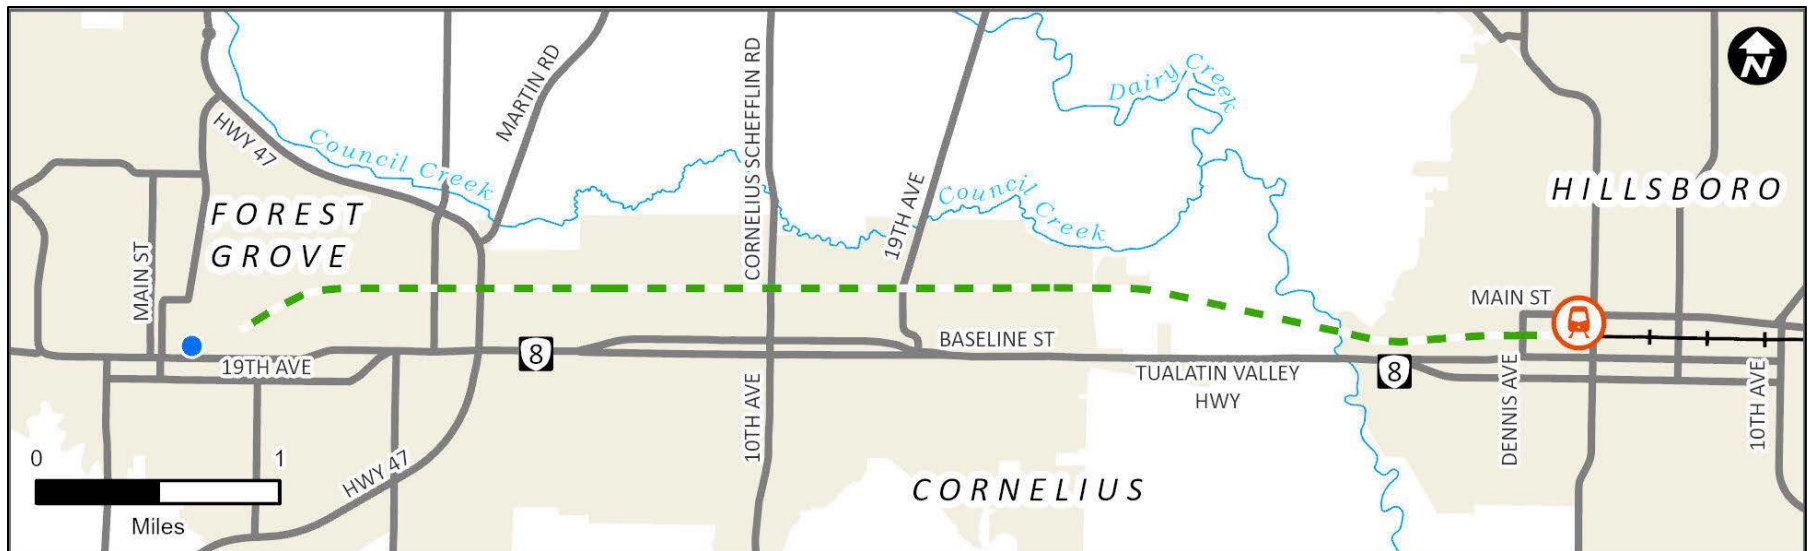 N
HWY 47
MARTIN RD
CORNELIUS SCHEFFLIN RD
Dairy Creek
Council Creek
FOREST
GROVE
MAIN ST
19TH AVE
Council
Creek
HILLSBORO
MAIN ST
BASELINE ST
19TH AVE
8
TUALATIN VALLEY
HWY
8
DENNIS AVE
10TH AVE
10TH AVE
HWY 47
CORNELIUS
0 1
Miles